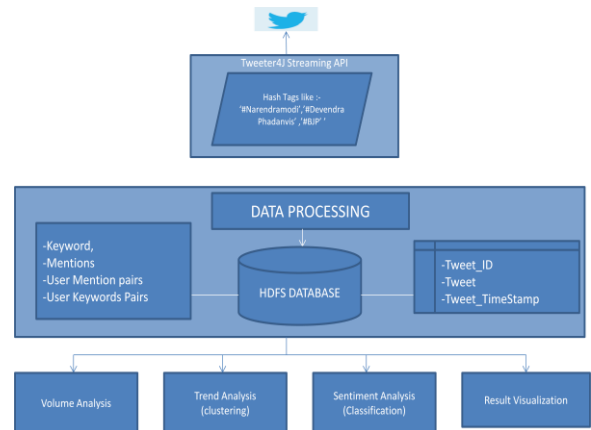 Tweeter4J Streaming API
Hash Tags like :-
'#Narendramodi','#Devendra
Phadanvis' ,'#BJP' '
DATA PROCESSING
-Keyword,
-Mentions
-User Mention pairs
-User Keywords Pairs
HDFS DATABASE
-Tweet_ID
-Tweet
-Tweet_TimeStamp
Volume Analysis
Trend Analysis
(clustering)
Sentiment Analysis
(Classification)
Result Visualization